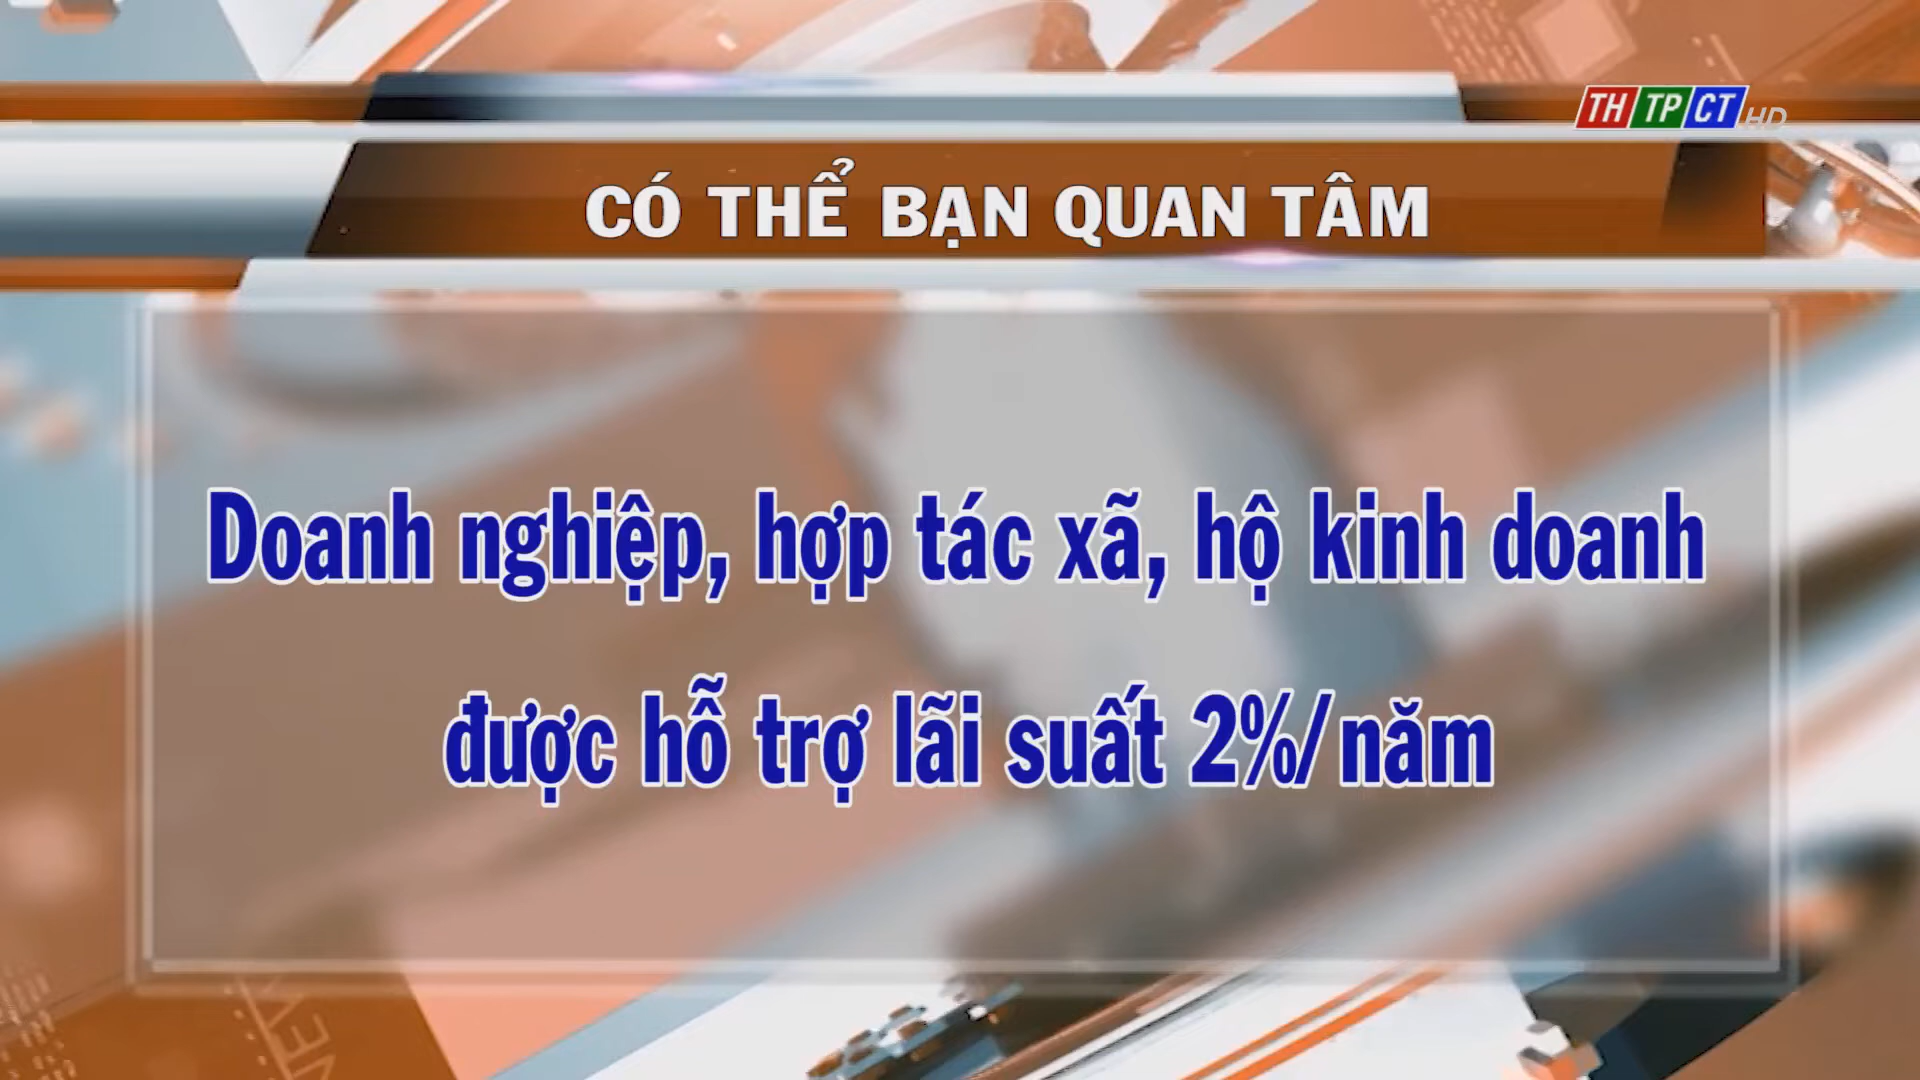 THTPCT HD
CÓ THỂ BẠN QUAN TÂM
Doanh nghiệp, hợp tác xã, hộ kinh doanh
được hỗ trợ lãi suất 2%/năm